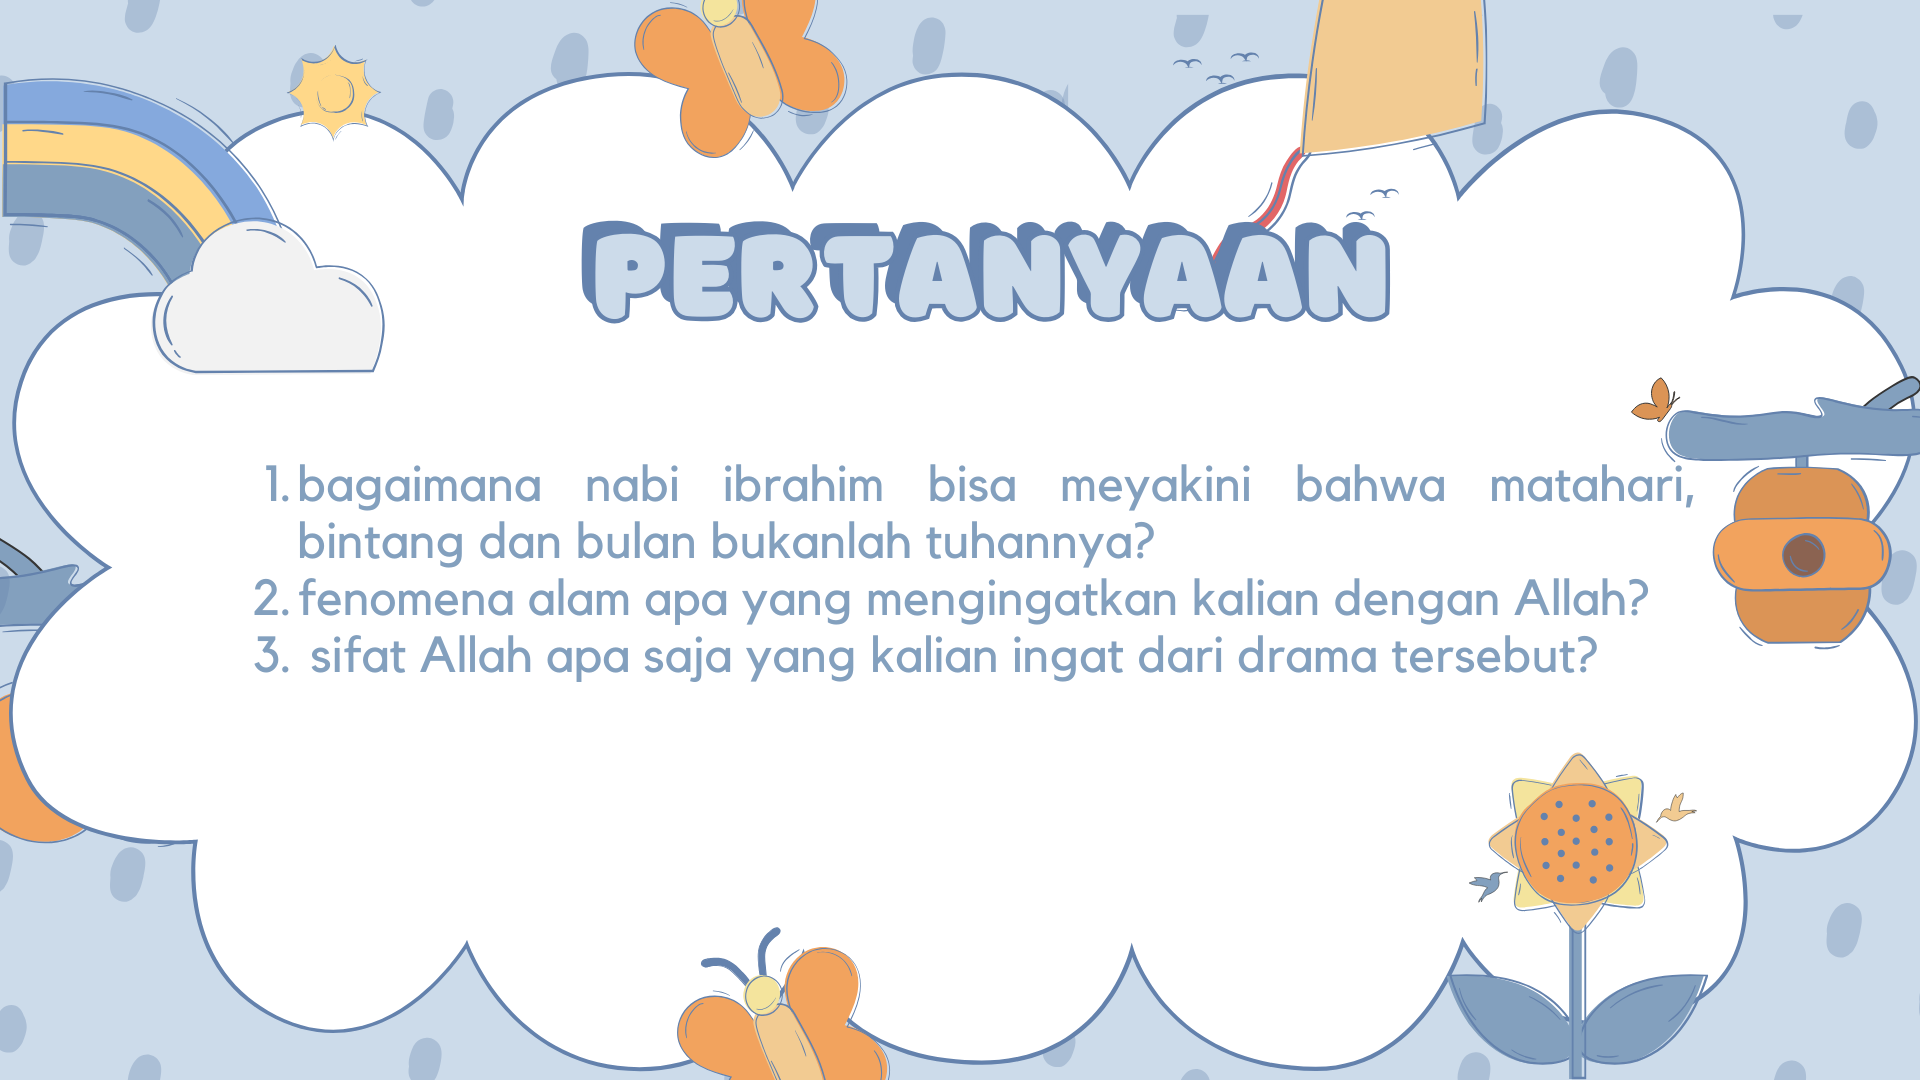 PERTANYAAN
1. bagaimana nabi ibrahim bisa meyakini bahwa matahari,
bintang dan bulan bukanlah tuhannya?
2. fenomena alam apa yang mengingatkan kalian dengan Allah?
3. sifat Allah apa saja yang kalian ingat dari drama tersebut?